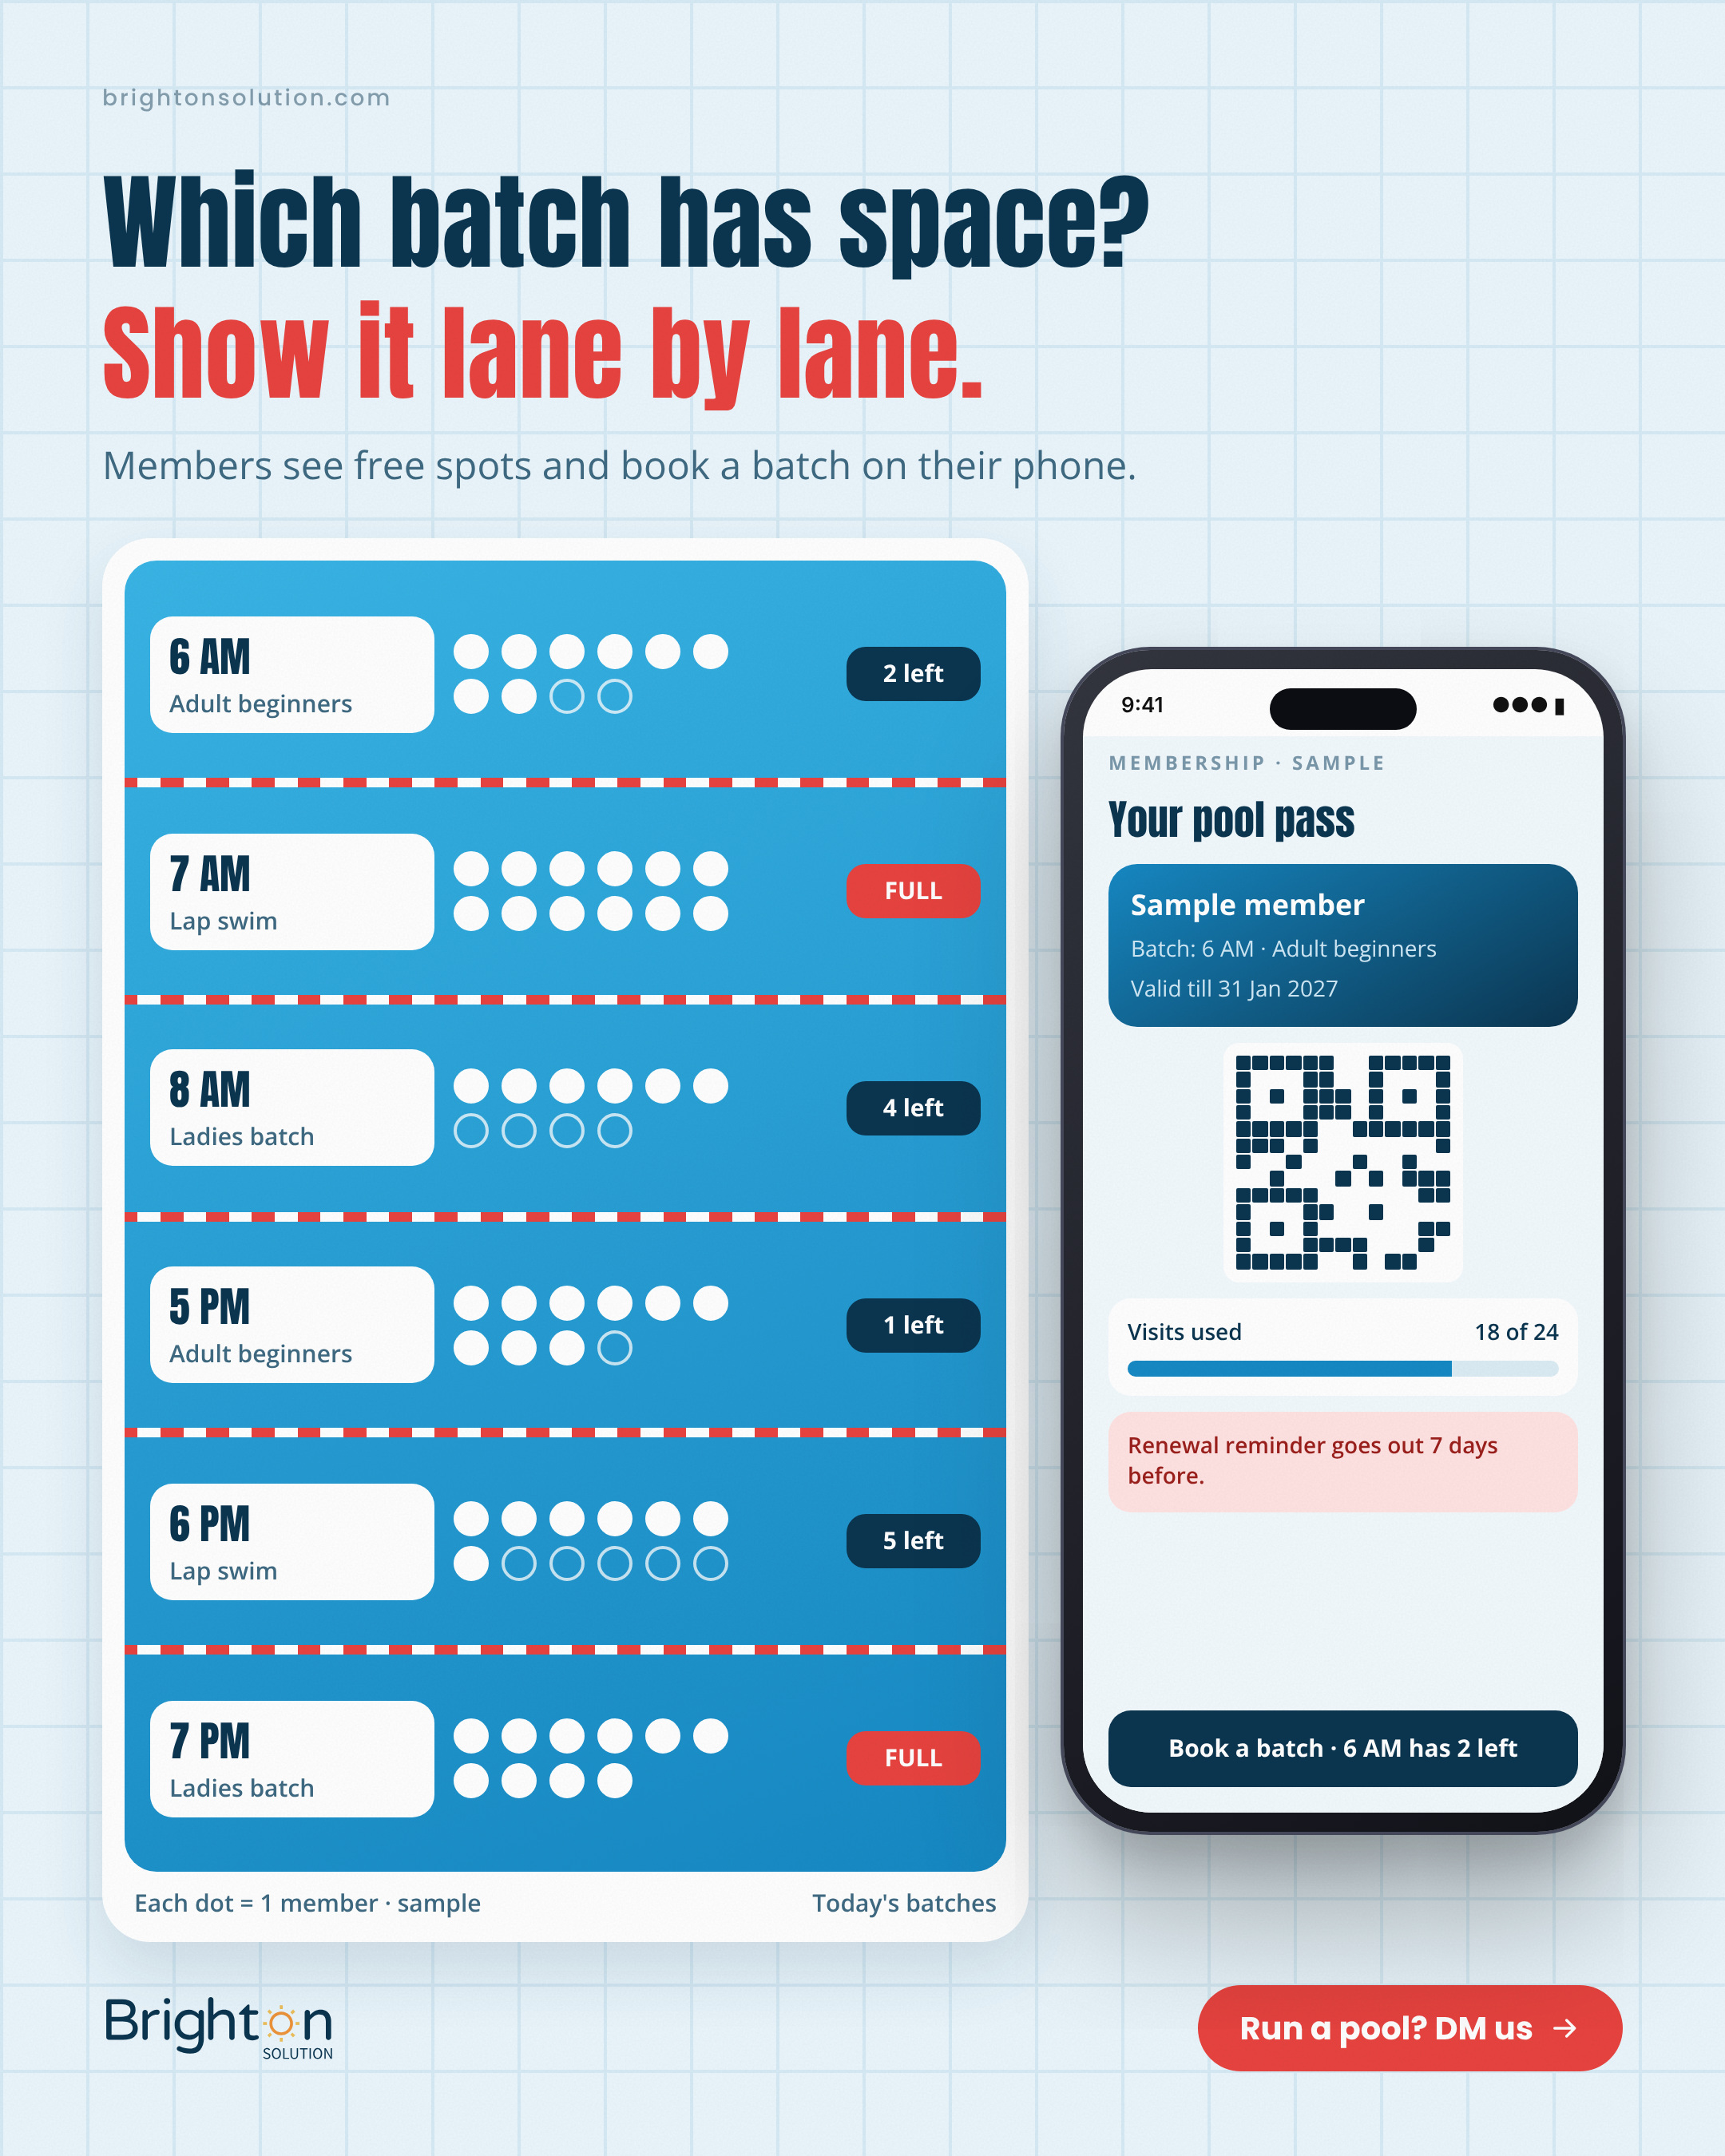 brightonsolution.com
Which batch has space?
Show it lane by lane.
Members see free spots and book a batch on their phone.
6 AM
Adult beginners
2 left
7 AM
Lap swim
FULL
8 AM
Ladies batch
4 left
5 PM
Adult beginners
1 left
6 PM
Lap swim
5 left
7 PM
Ladies batch
FULL
Each dot = 1 member · sample
Today's batches
9:41
MEMBERSHIP · SAMPLE
Your pool pass
Sample member
Batch: 6 AM · Adult beginners
Valid till 31 Jan 2027
Visits used
18 of 24
Renewal reminder goes out 7 days
before.
Book a batch · 6 AM has 2 left
Brighton
SOLUTION
Run a pool? DM us →